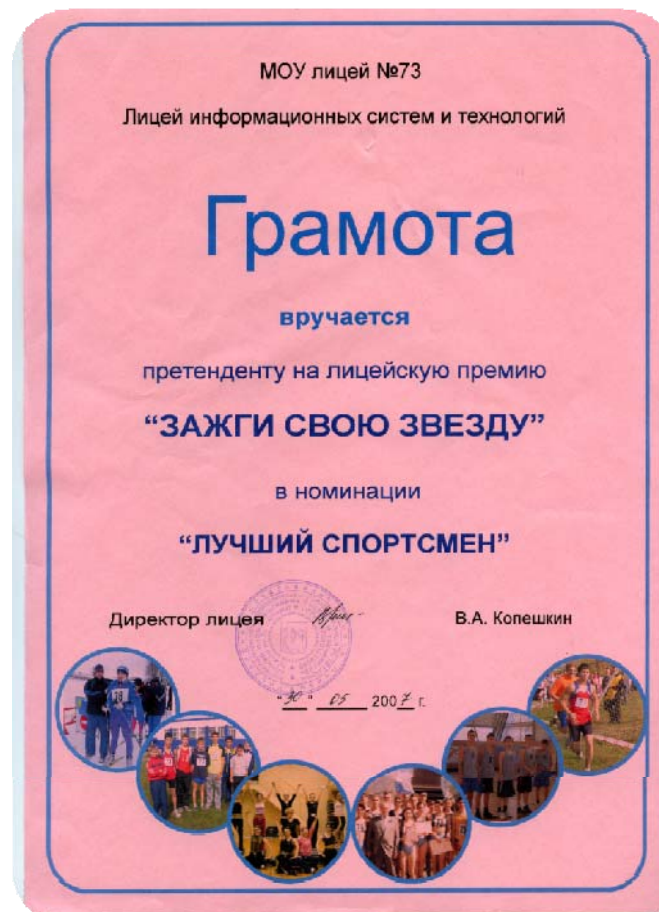 МОУ лицей №73
Лицей информационных систем и технологий
Грамота
вручается
претенденту на лицейскую премию
“ЗАЖГИ СВОЮ ЗВЕЗДУ”
в номинации
“ЛУЧШИЙ СПОРТСМЕН”
Директор лицея В.А. Копешкин
“30” 05 2007 г.